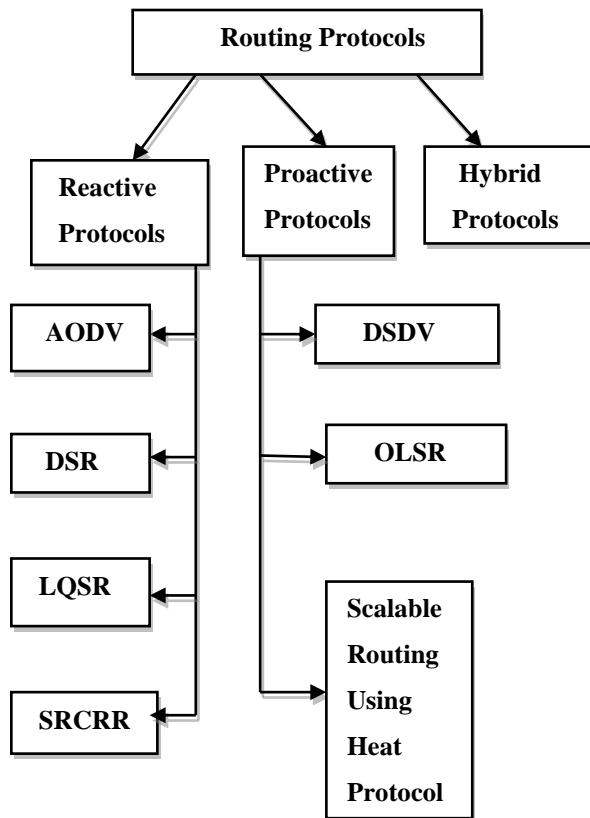 Routing Protocols
Reactive
Protocols
Proactive
Protocols
Hybrid
Protocols
AODV
DSR
LQSR
SRCRR
DSDV
OLSR
Scalable
Routing
Using
Heat
Protocol